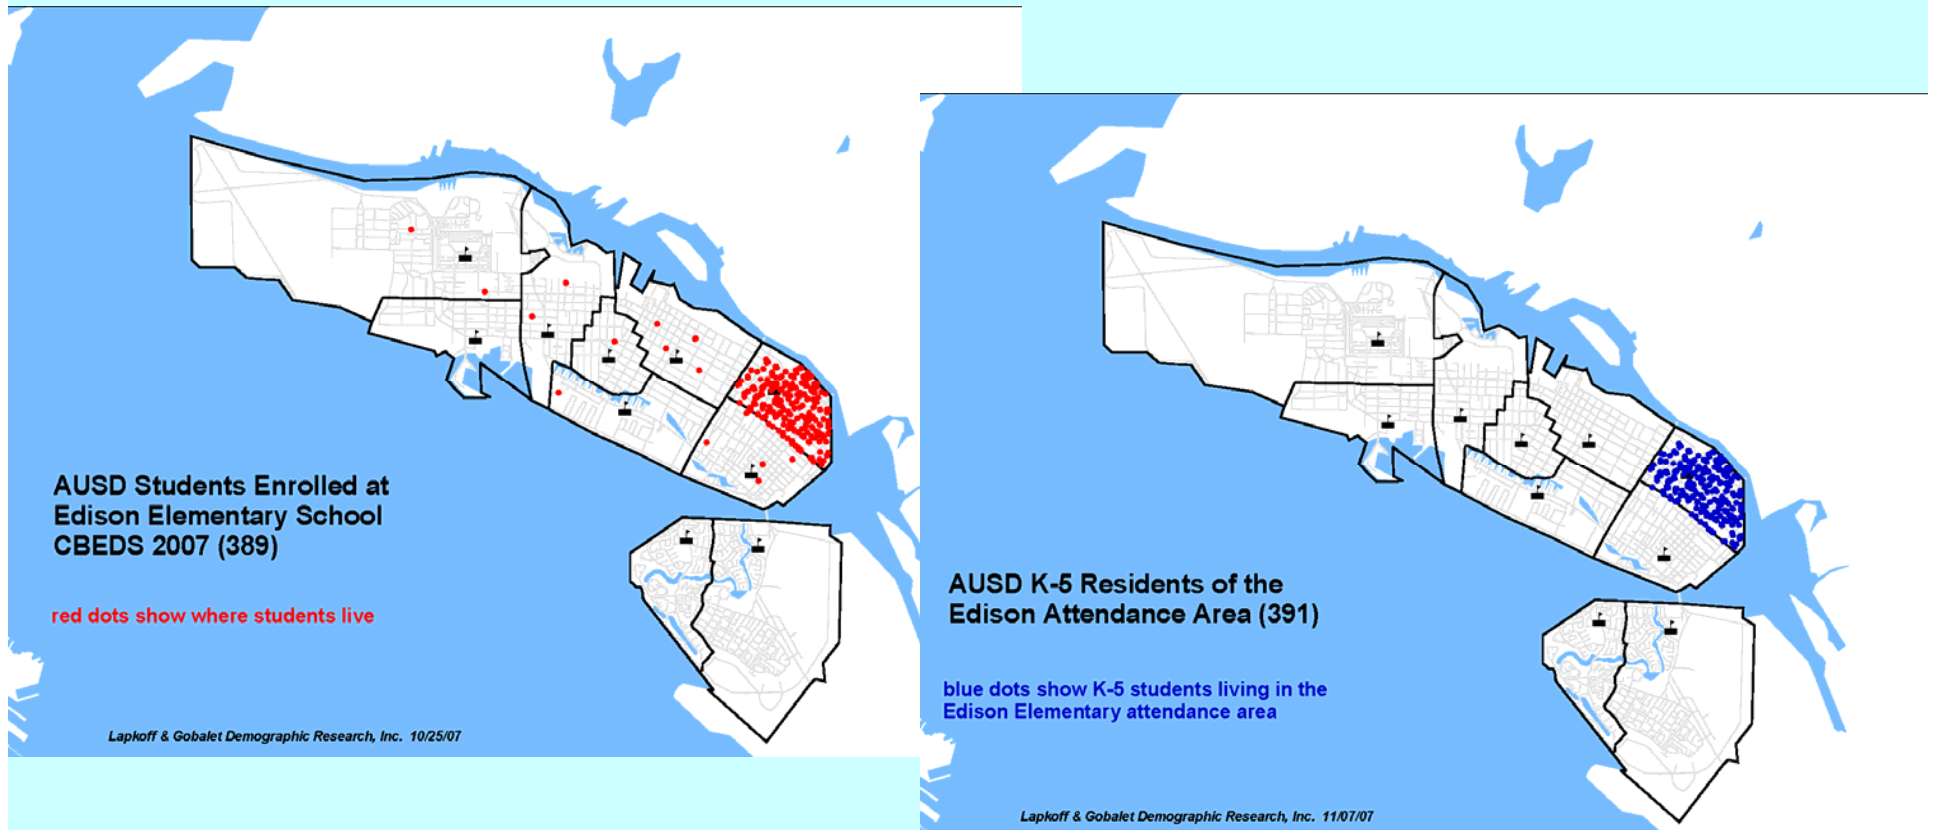 AUSD Students Enrolled at
Edison Elementary School
CBEDS 2007 (389)
red dots show where students live
Lapkoff & Gobalet Demographic Research, Inc.  10/25/07
AUSD K-5 Residents of the
Edison Attendance Area (391)
blue dots show K-5 students living in the
Edison Elementary attendance area
Lapkoff & Gobalet Demographic Research, Inc.  11/07/07